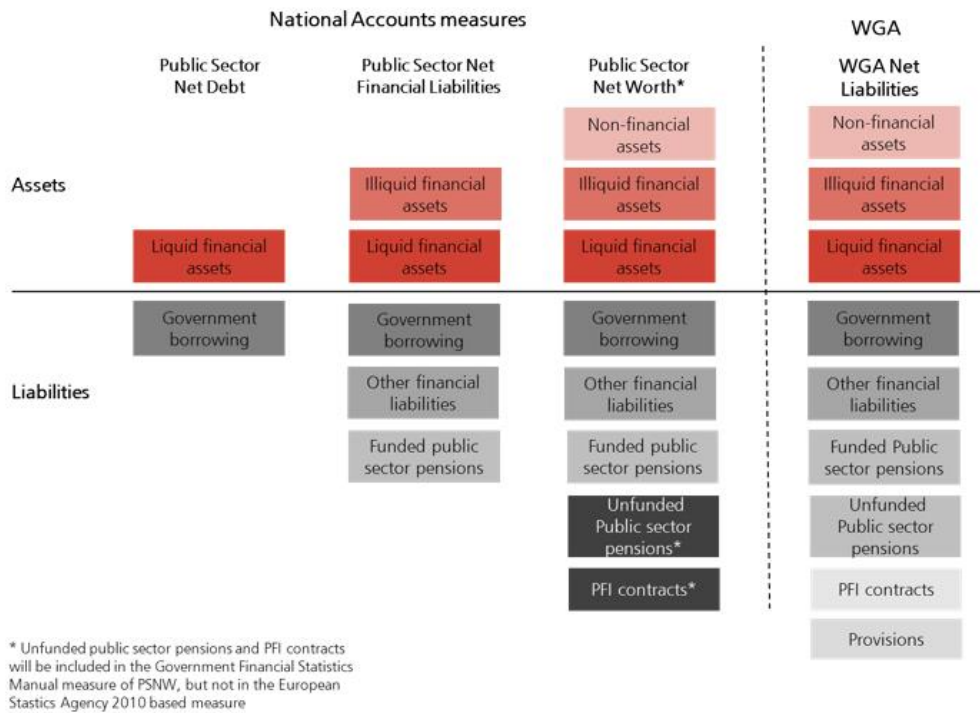 National Accounts measures
WGA
Public Sector
Net Debt
Public Sector Net
Financial Liabilities
Public Sector
Net Worth*
WGA Net
Liabilities
Non-financial
assets
Non-financial
assets
Assets
Illiquid financial
assets
Illiquid financial
assets
Illiquid financial
assets
Liquid financial
assets
Liquid financial
assets
Liquid financial
assets
Liquid financial
assets
Government
borrowing
Government
borrowing
Government
borrowing
Government
borrowing
Liabilities
Other financial
liabilities
Other financial
liabilities
Other financial
liabilities
Funded public
sector pensions
Funded public
sector pensions
Funded Public
sector pensions
Unfunded
Public sector
pensions*
Unfunded
Public sector
pensions
PFI contracts*
PFI contracts
Provisions
* Unfunded public sector pensions and PFI contracts
will be included in the Government Financial Statistics
Manual measure of PSNW, but not in the European
Stastics Agency 2010 based measure